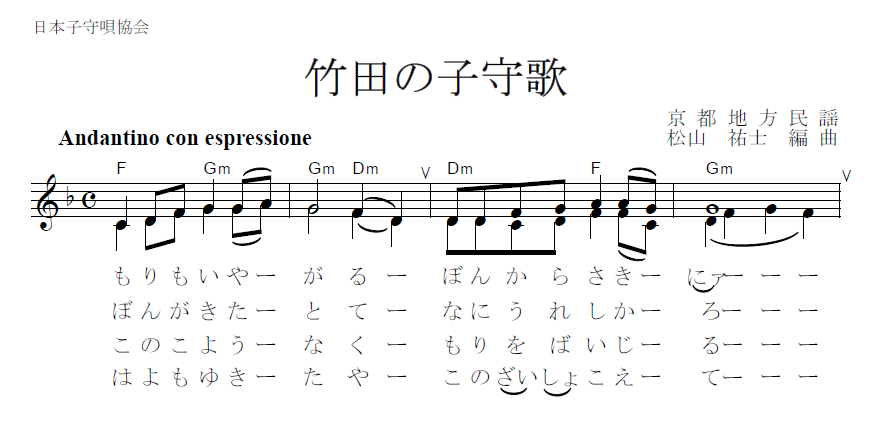 日本子守唄協会
竹田の子守歌
京都地方民謡
松山 祐士 編曲
Andantino con espressione
F Gm Gm Dm V Dm F Gm V
もりもいやー がるー ぼんからさきー にァーーー
ぼんがきたー とてー なにうれしかー ろーーー
このこようー なくー もりをばいじー るーーー
はよもゆきー たやー このざいしょこえー てーーー